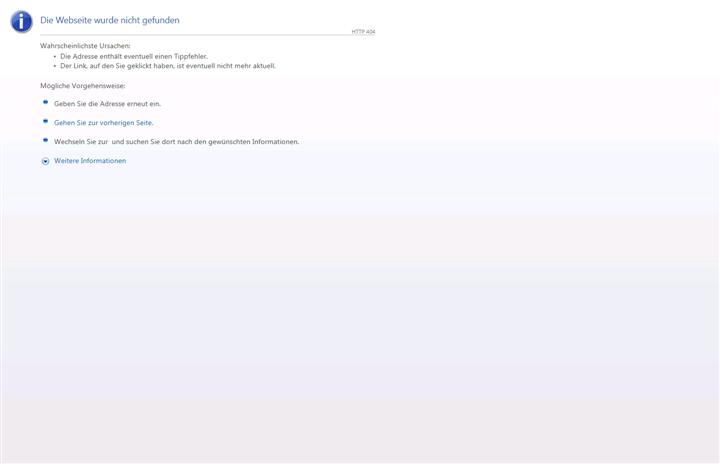 Die Webseite wurde nicht gefunden
HTTP 404
Wahrscheinlichste Ursachen:
• Die Adresse enthält eventuell einen Tippfehler.
• Der Link, auf den Sie geklickt haben, ist eventuell nicht mehr aktuell.
Mögliche Vorgehensweise:
Geben Sie die Adresse erneut ein.
Gehen Sie zur vorherigen Seite.
Wechseln Sie zur  und suchen Sie dort nach den gewünschten Informationen.
Weitere Informationen